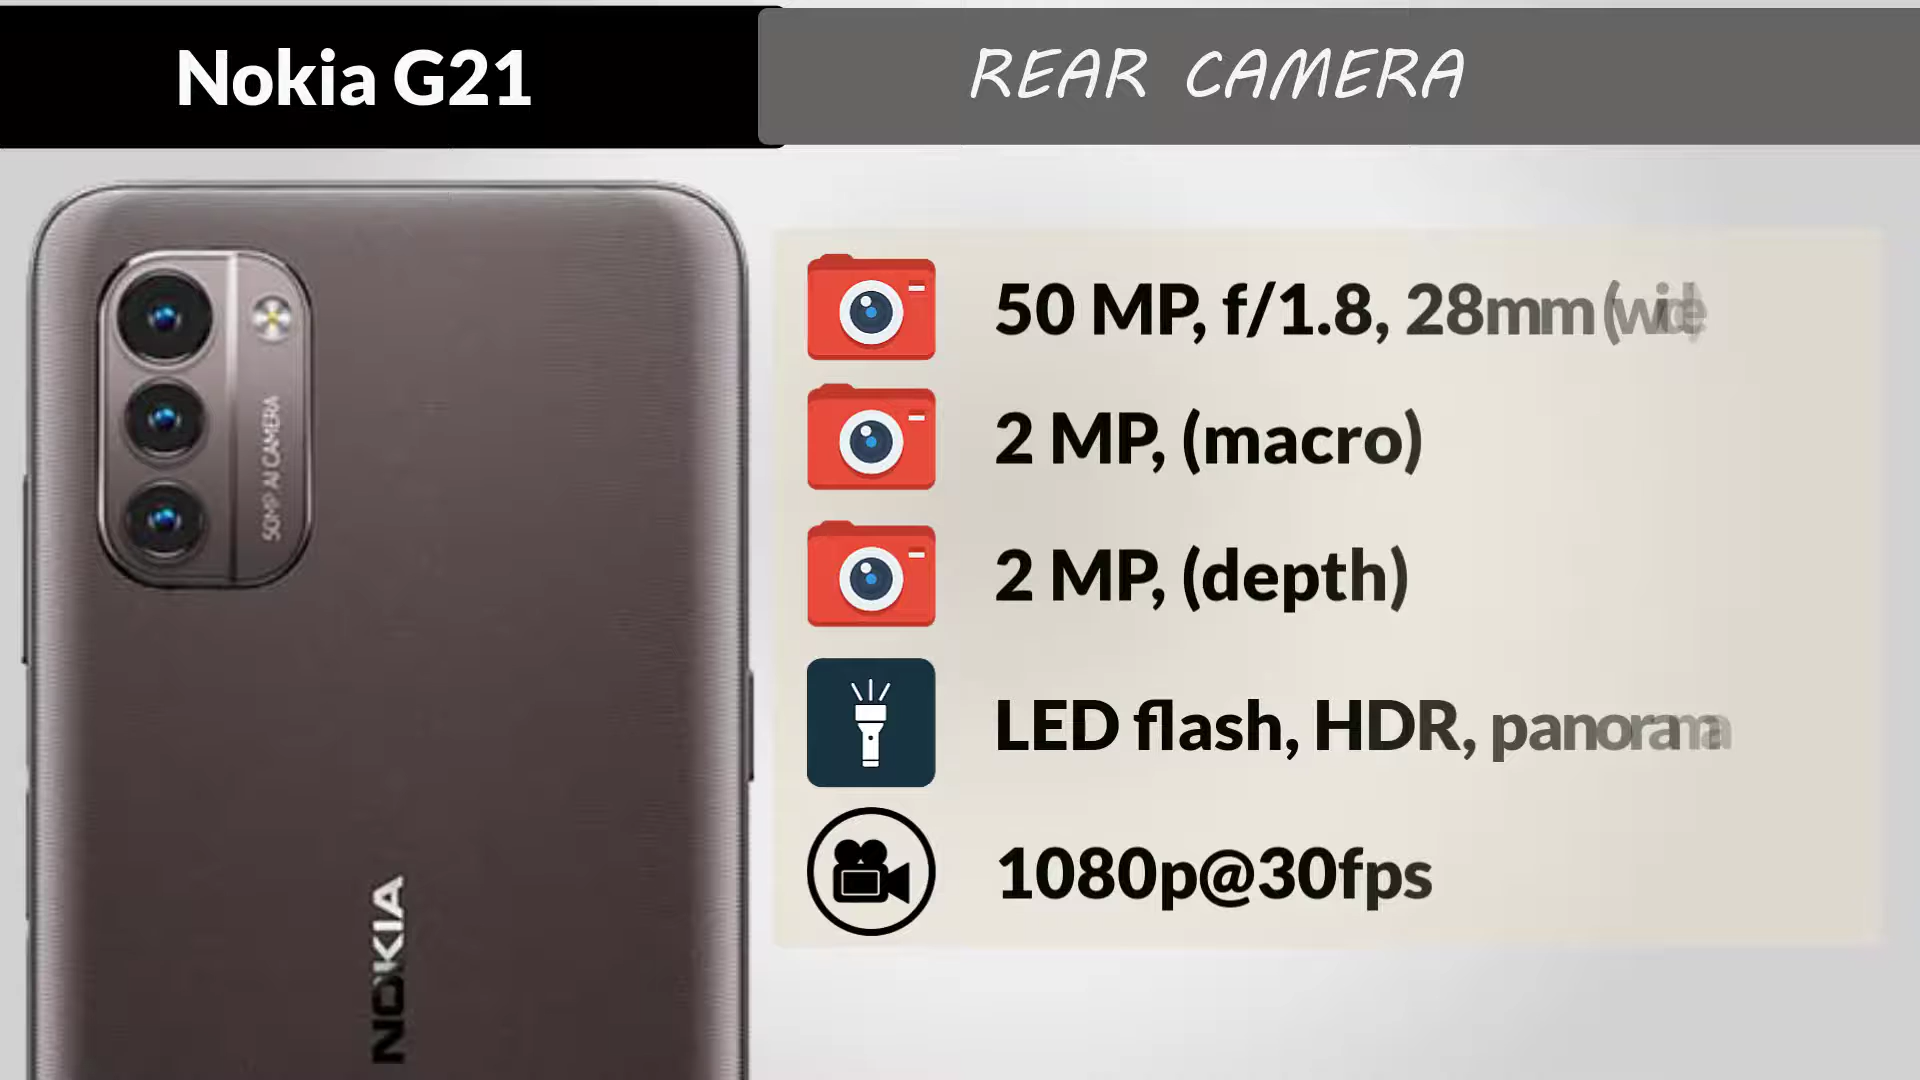 Nokia G21
REAR CAMERA
50MP AI CAMERA
NOKIA
50 MP, f/1.8, 28mm (wide)
2 MP, (macro)
2 MP, (depth)
LED flash, HDR, panorama
1080p@30fps